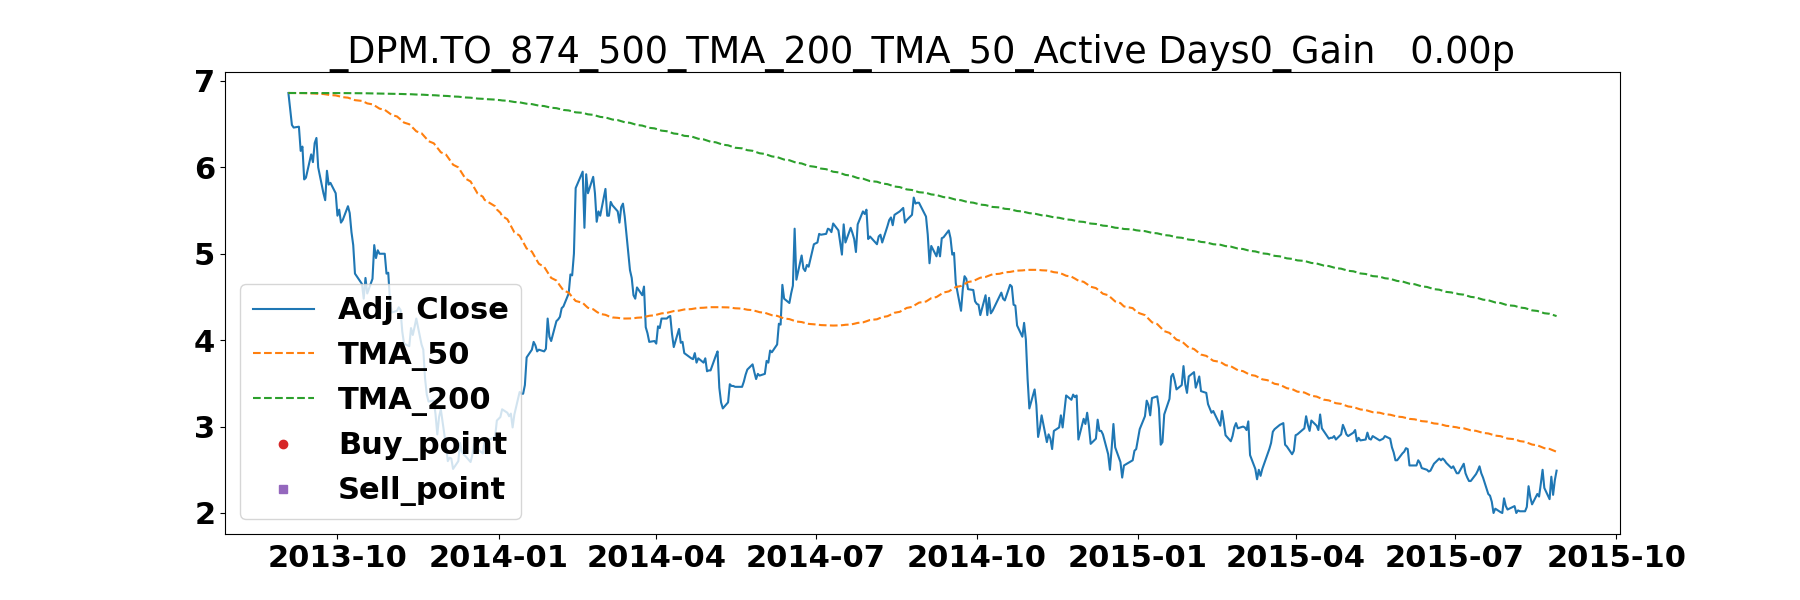 _DPM.TO_874_500_TMA_200_TMA_50_Active Days0_Gain   0.00p
7
6
5
4
3
2
Adj. Close
TMA_50
TMA_200
Buy_point
Sell_point
2013-10 2014-01 2014-04 2014-07 2014-10 2015-01 2015-04 2015-07 2015-10